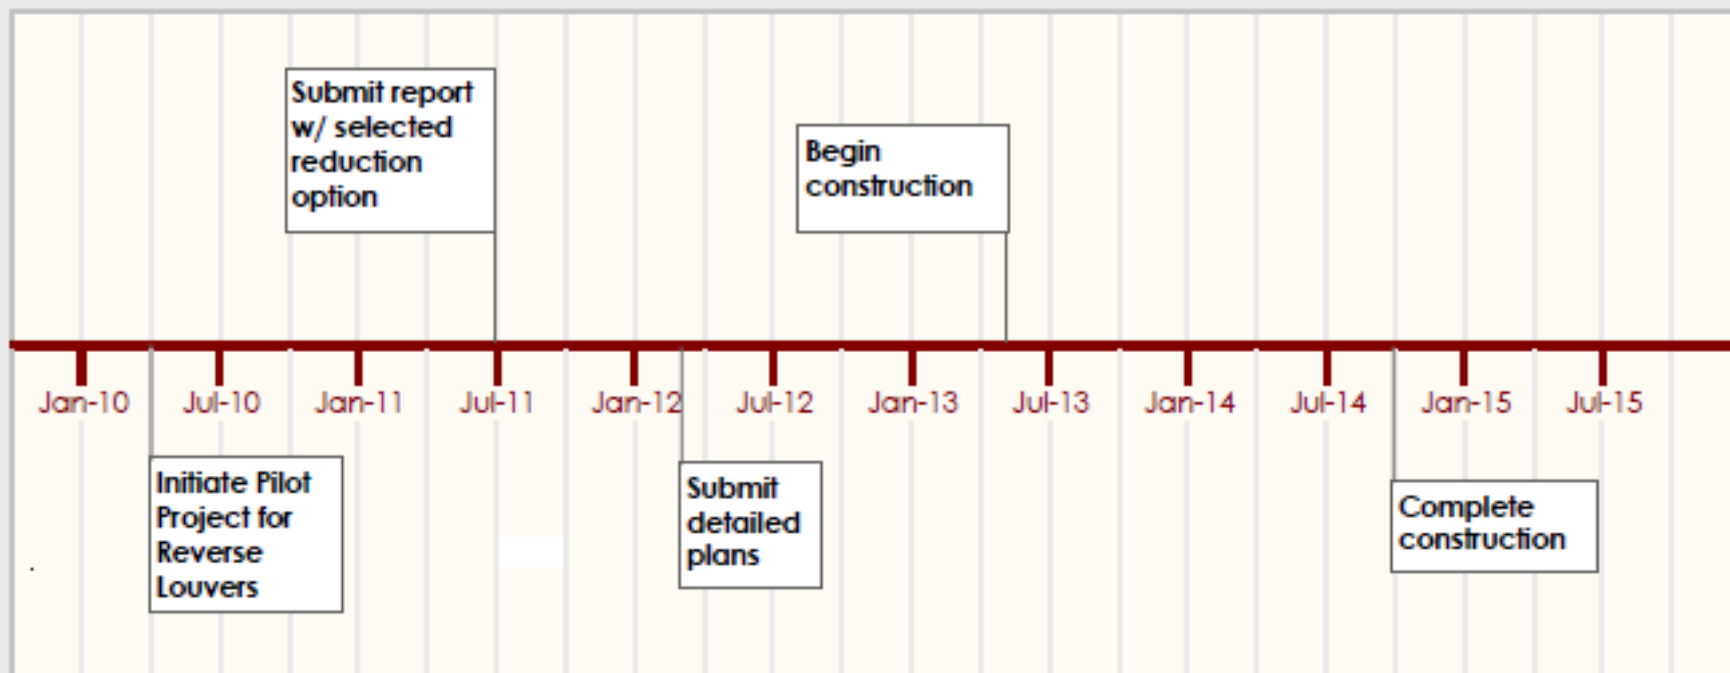 Submit report
w/ selected
reduction
option
Begin
construction
Jan-10 Jul-10 Jan-11 Jul-11 Jan-12 Jul-12 Jan-13 Jul-13 Jan-14 Jul-14 Jan-15 Jul-15
Initiate Pilot
Project for
Reverse
Louvers
Submit
detailed
plans
Complete
construction